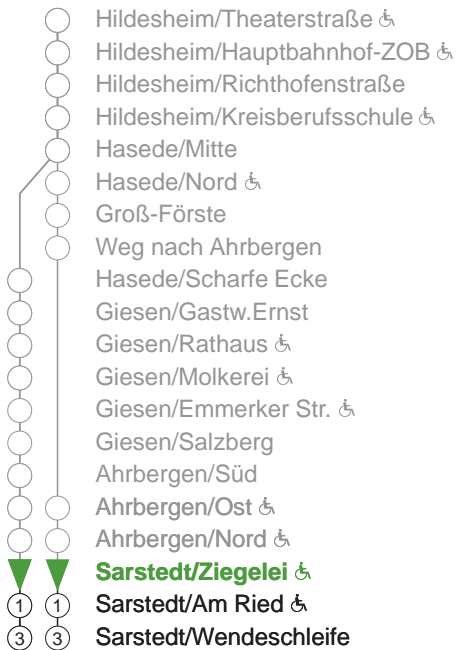 Hildesheim/Theaterstraße
Hildesheim/Hauptbahnhof-ZOB
Hildesheim/Richthofenstraße
Hildesheim/Kreisberufsschule
Hasede/Mitte
Hasede/Nord
Groß-Förste
Weg nach Ahrbergen
Hasede/Scharfe Ecke
Giesen/Gastw.Ernst
Giesen/Rathaus
Giesen/Molkerei
Giesen/Emmerker Str.
Giesen/Salzberg
Ahrbergen/Süd
Ahrbergen/Ost
Ahrbergen/Nord
Sarstedt/Ziegelei
1 1 Sarstedt/Am Ried
3 3 Sarstedt/Wendeschleife